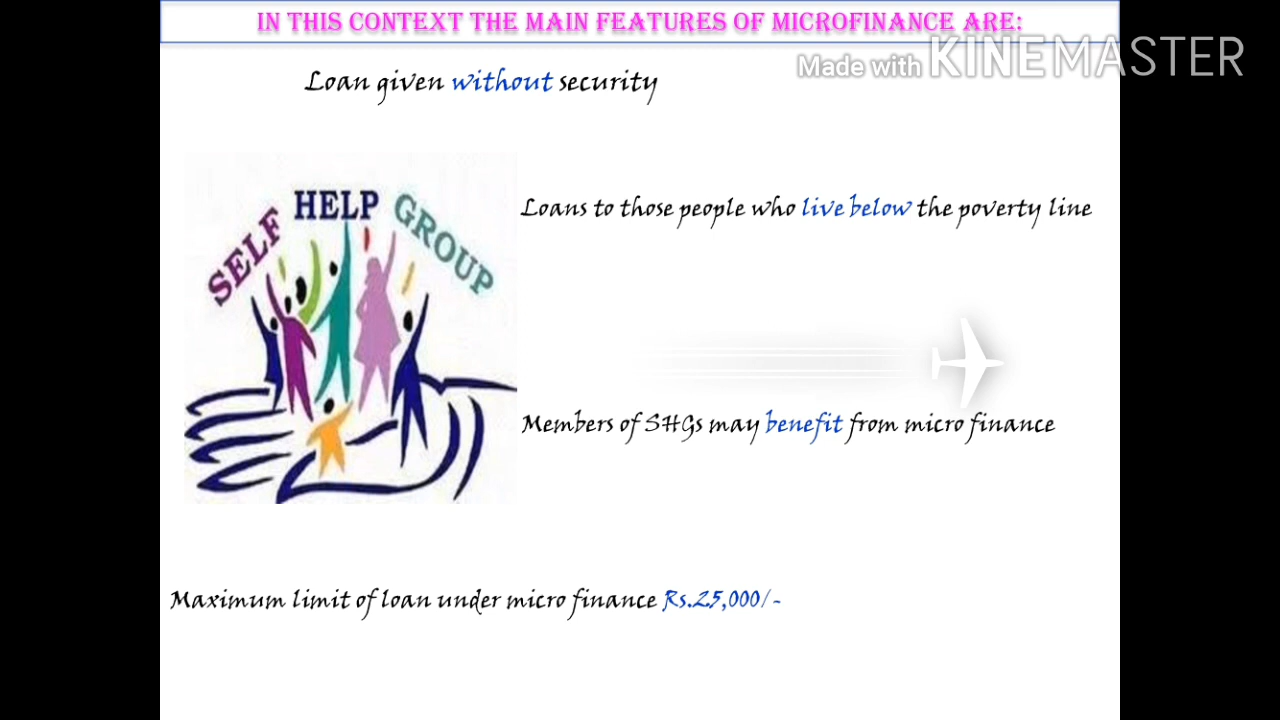 IN THIS CONTEXT THE MAIN FEATURES OF MICROFINANCE ARE:
Made with KINEMASTER
Loan given without security
SELF HELP GROUP
Loans to those people who live below the poverty line
Members of SHGs may benefit from micro finance
Maximum limit of loan under micro finance Rs.25,000/-